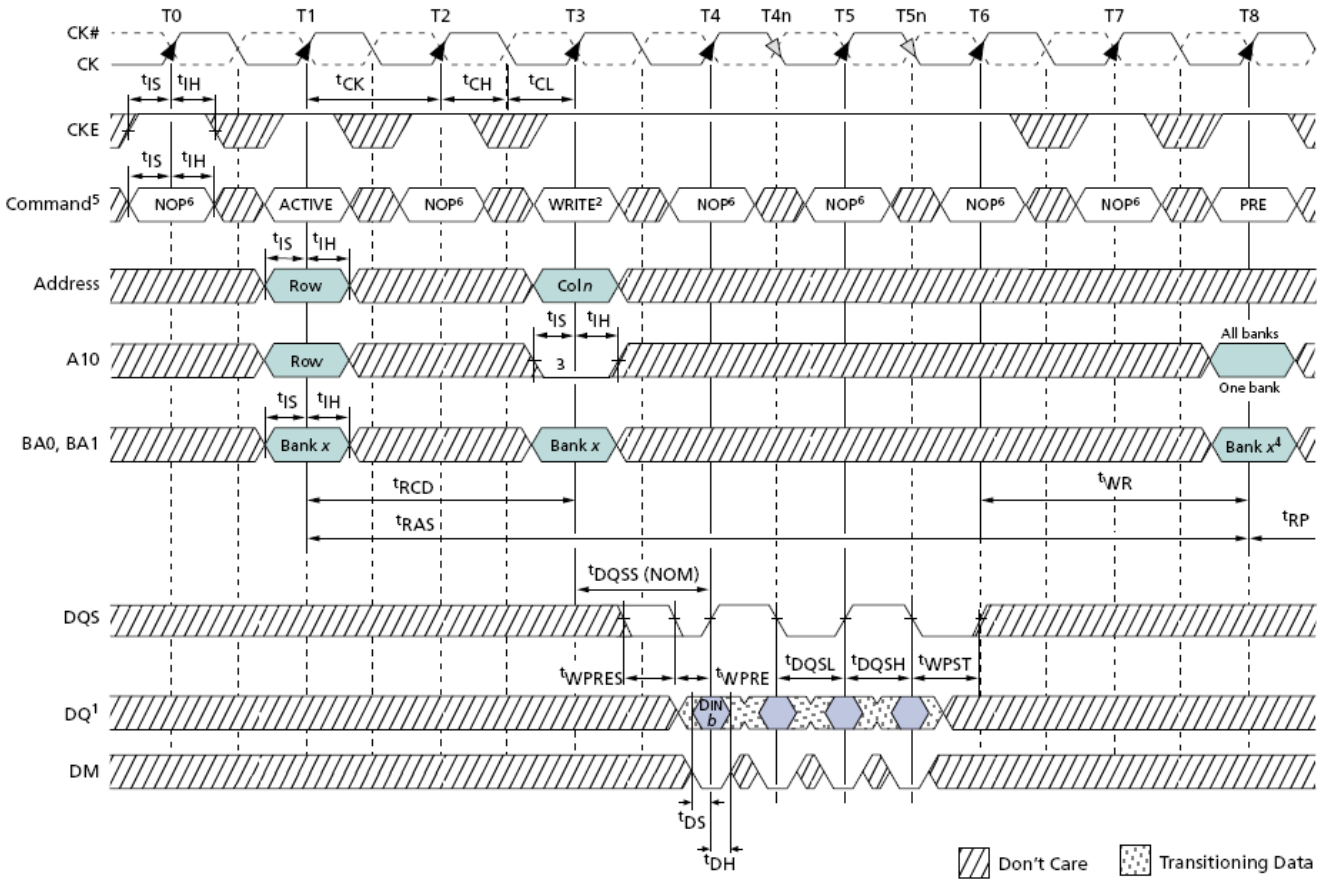 T0 T1 T2 T3 T4 T4n T5 T5n T6 T7 T8
CK#
CK
tIS tIH tCK tCH tCL
CKE
tIS tIH
Command5 NOP6 ACTIVE NOP6 WRITE2 NOP6 NOP6 NOP6 NOP6 PRE
tIS tIH
Address Row Col n
tIS tIH
All banks
A10 Row 3
One bank
tIS tIH
BA0, BA1 Bank x Bank x Bank x4
tRCD tWR
tRAS tRP
tDQSS (NOM)
DQS
tWPRES tWPRE tDQSL tDQSH tWPST
DQ1 DIN b
DM
tDS
tDH
Don't Care Transitioning Data